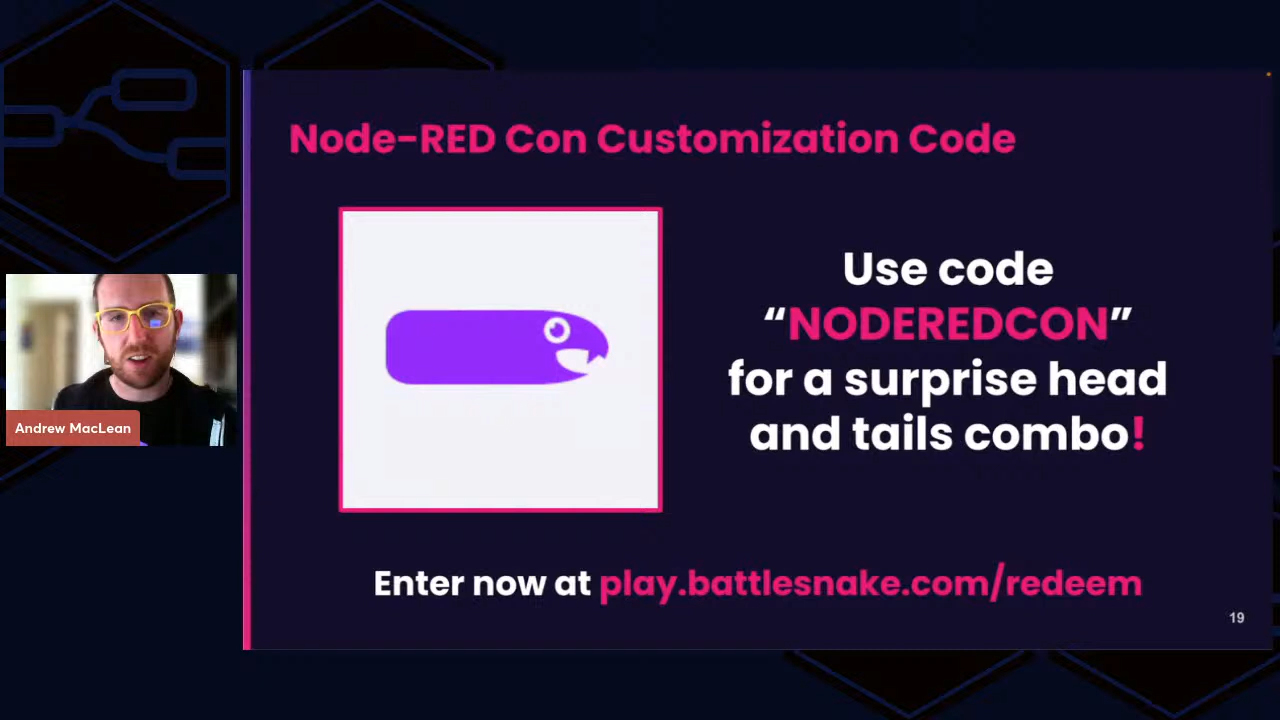 Node-RED Con Customization Code
Use code
“NODEREDCON”
for a surprise head
and tails combo!
Andrew MacLean
Enter now at play.battlesnake.com/redeem
19